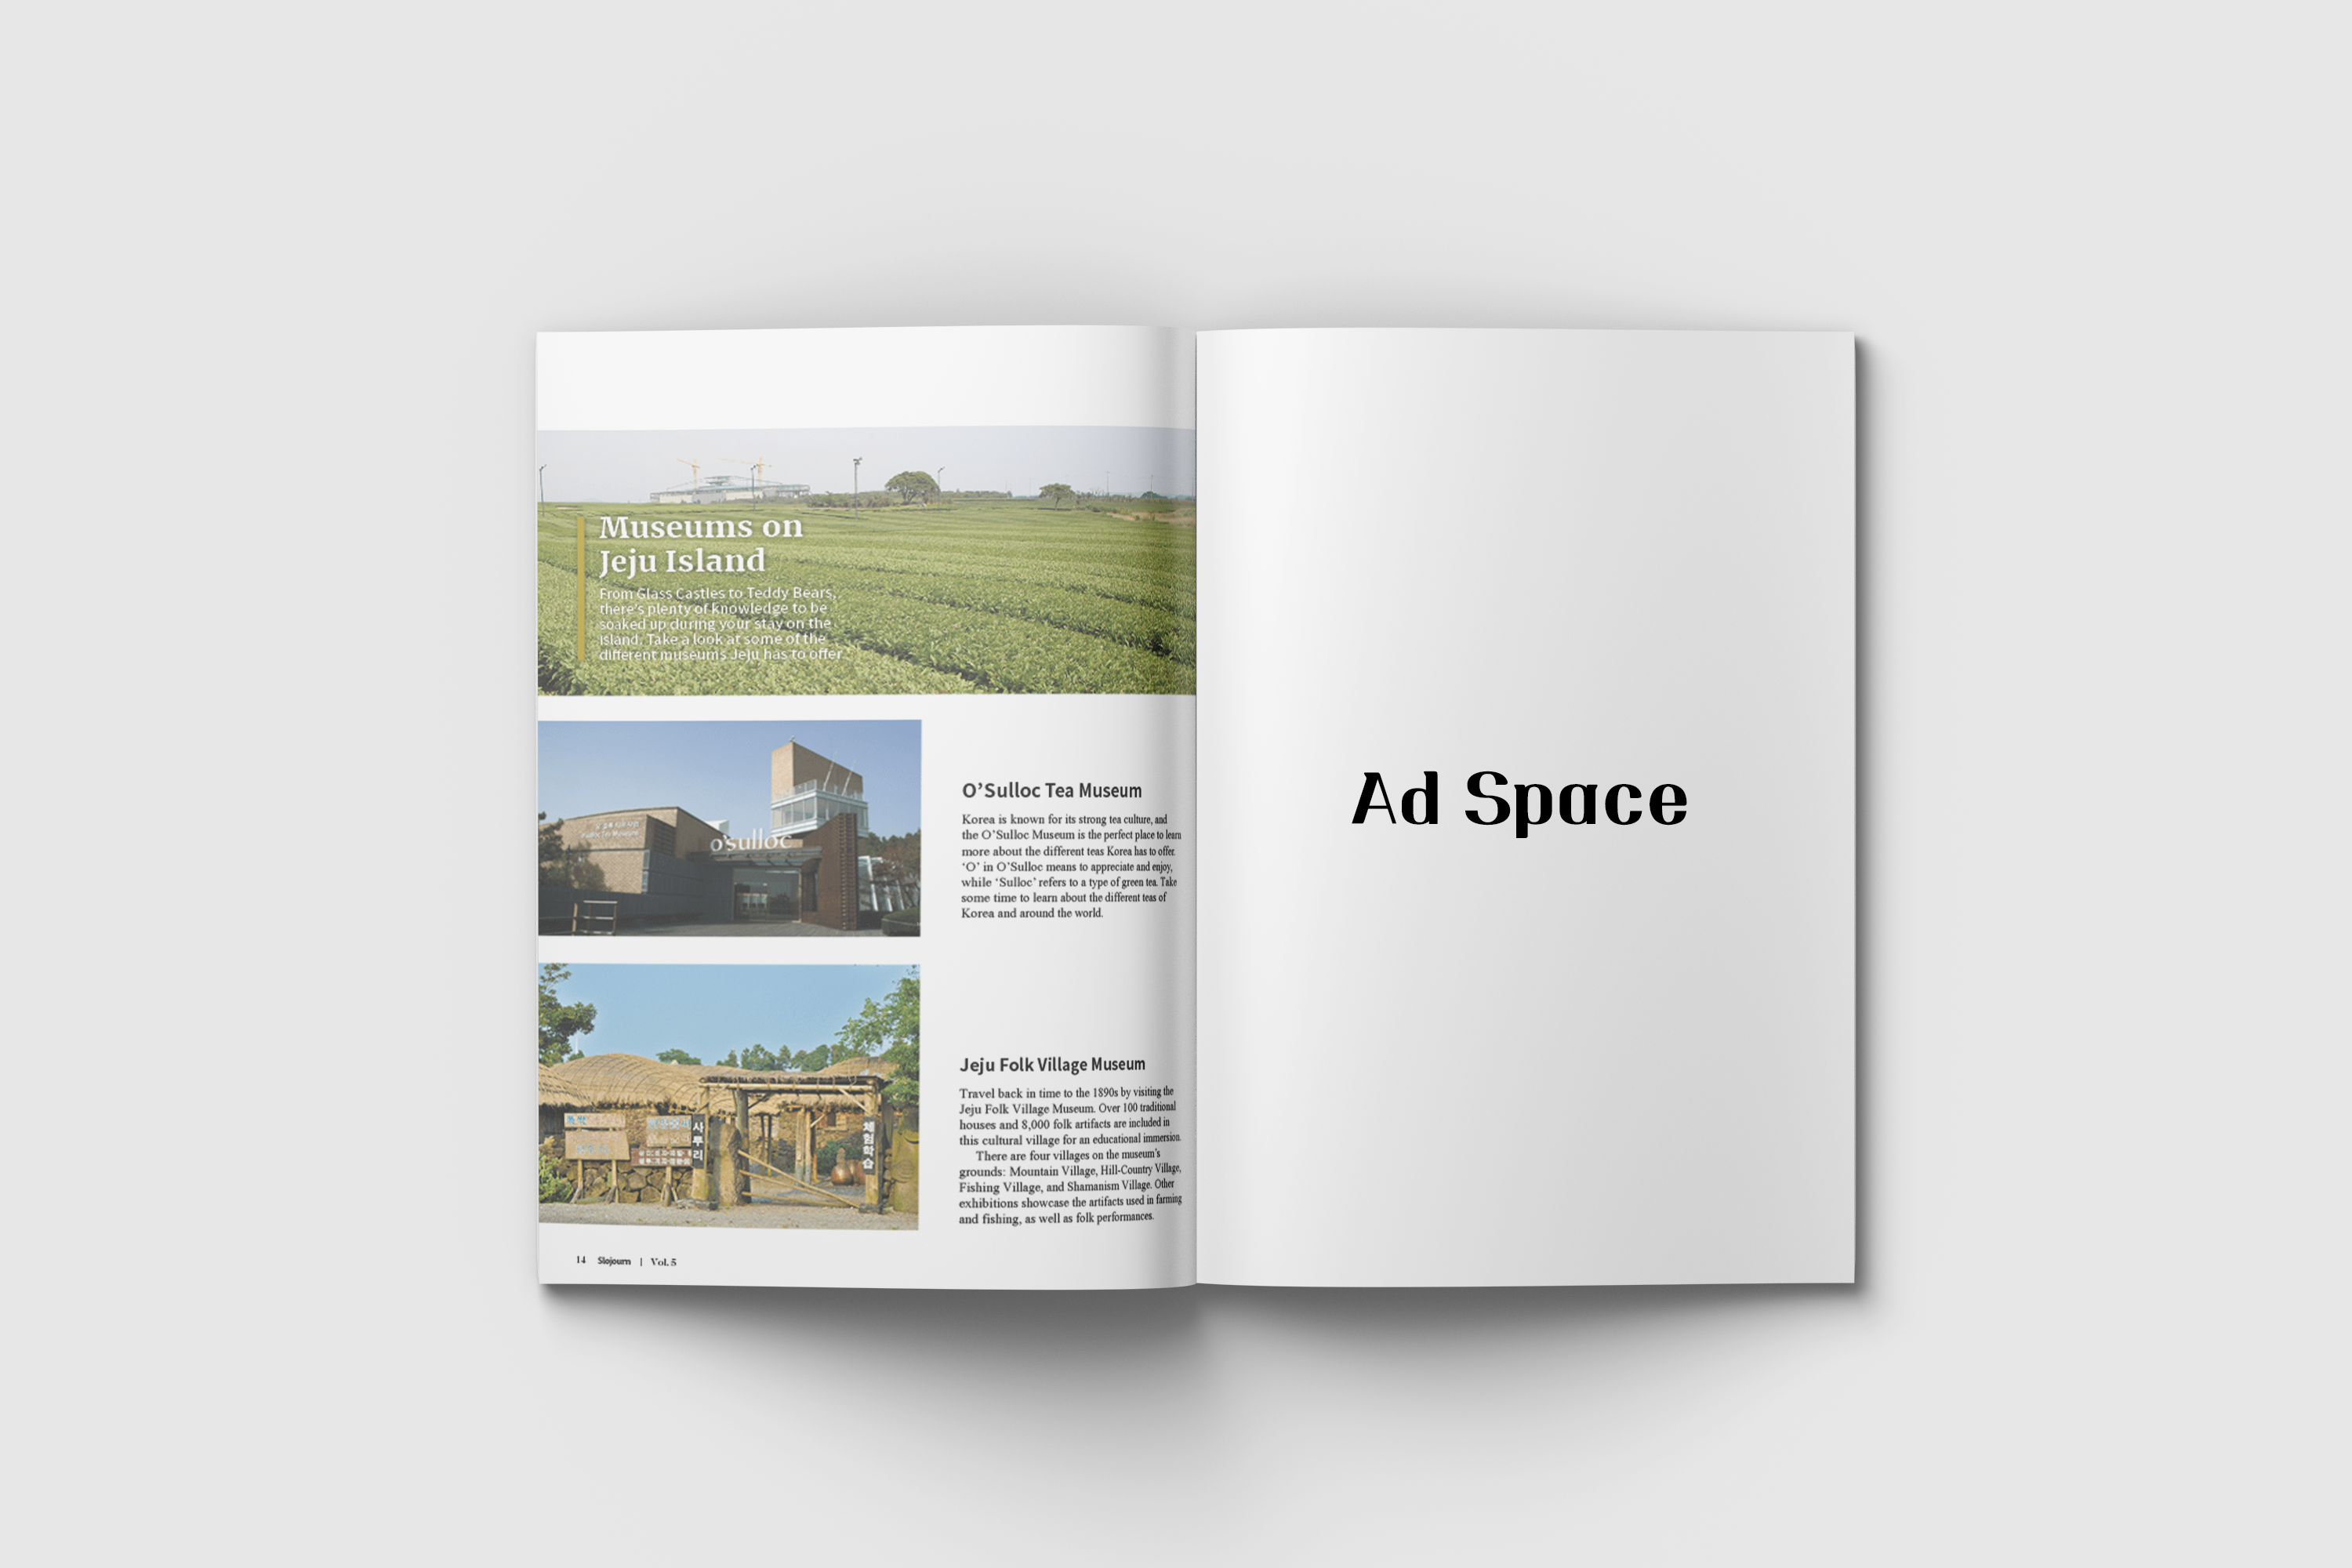 Museums on
Jeju Island
From Glass Castles to Teddy Bears,
there's plenty of knowledge to be
soaked up during your stay on the
island. Take a look at some of the
different museums Jeju has to offer
o'sulloc
O'Sulloc Tea Museum
Korea is known for its strong tea culture, and
the O'Sulloc Museum is the perfect place to learn
more about the different teas Korea has to offer.
‘O’ in O’Sulloc means to appreciate and enjoy,
while ‘Sulloc’ refers to a type of green tea. Take
some time to learn about the different teas of
Korea and around the world.
사투리
체험학습
Jeju Folk Village Museum
Travel back in time to the 1890s by visiting the
Jeju Folk Village Museum. Over 100 traditional
houses and 8,000 folk artifacts are included in
this cultural village for an educational immersion.
There are four villages on the museum's
grounds: Mountain Village, Hill-Country Village,
Fishing Village, and Shamanism Village. Other
exhibitions showcase the artifacts used in farming
and fishing, as well as folk performances.
14 Slojourn | Vol. 5
Ad Space